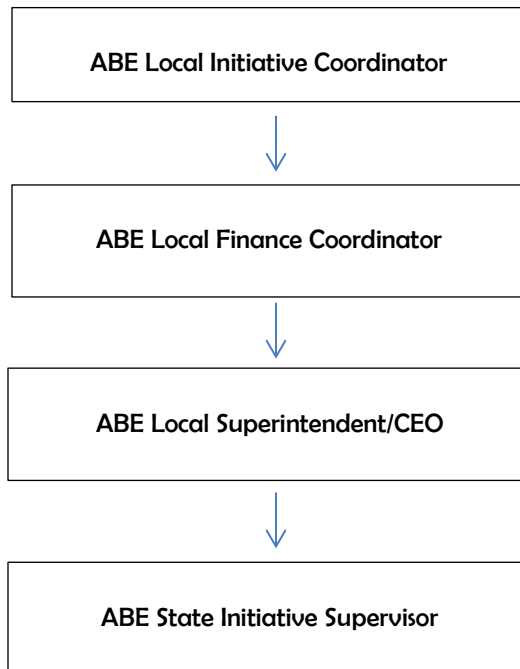 ABE Local Initiative Coordinator
ABE Local Finance Coordinator
ABE Local Superintendent/CEO
ABE State Initiative Supervisor